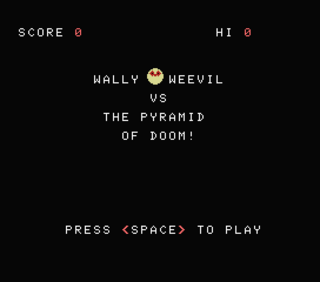 SCORE 0 HI 0
WALLY WEEVIL
VS
THE PYRAMID
OF DOOM!
PRESS <SPACE> TO PLAY